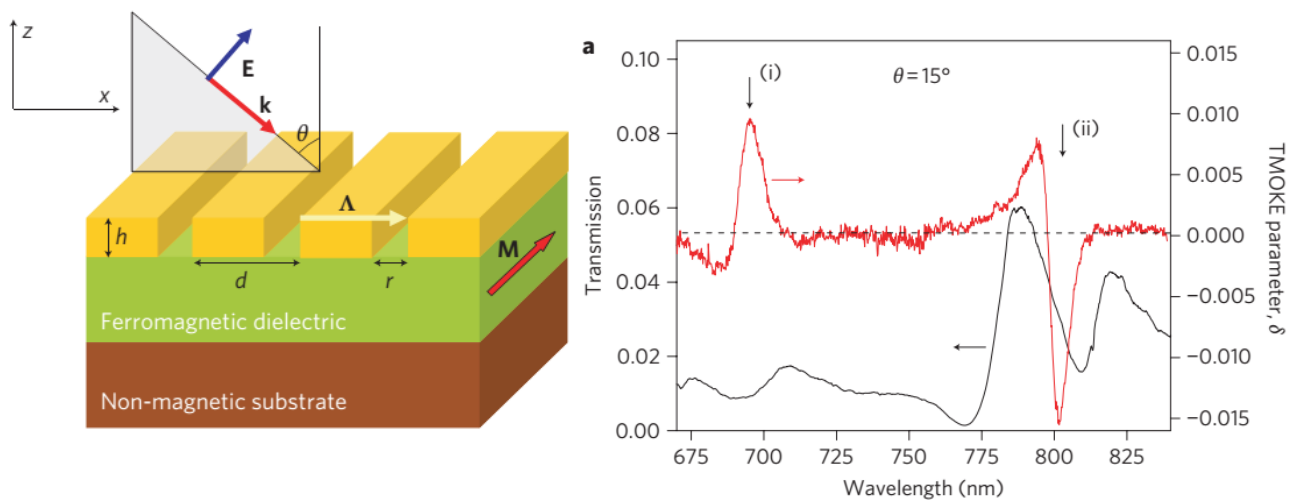 z
x
E
k
θ
Λ
h
d
r
M
Ferromagnetic dielectric
Non-magnetic substrate
a
(i)
θ = 15°
(ii)
Transmission
0.10
0.08
0.06
0.04
0.02
0.00
0.015
0.010
0.005
0.000
−0.005
−0.010
−0.015
TMOKE parameter, δ
675 700 725 750 775 800 825
Wavelength (nm)